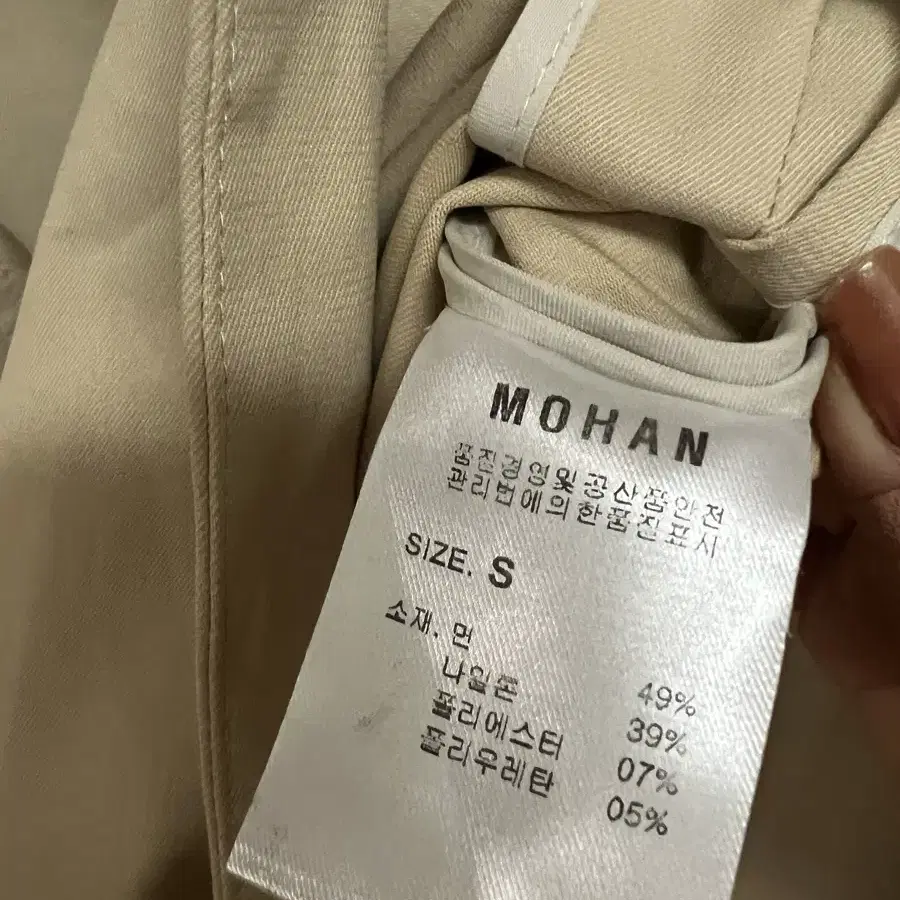 MOHAN
품질경영및공산품안전
관리법에의한품질표시
SIZE. S
소재. 면 49%
나일론 39%
폴리에스터 07%
폴리우레탄 05%